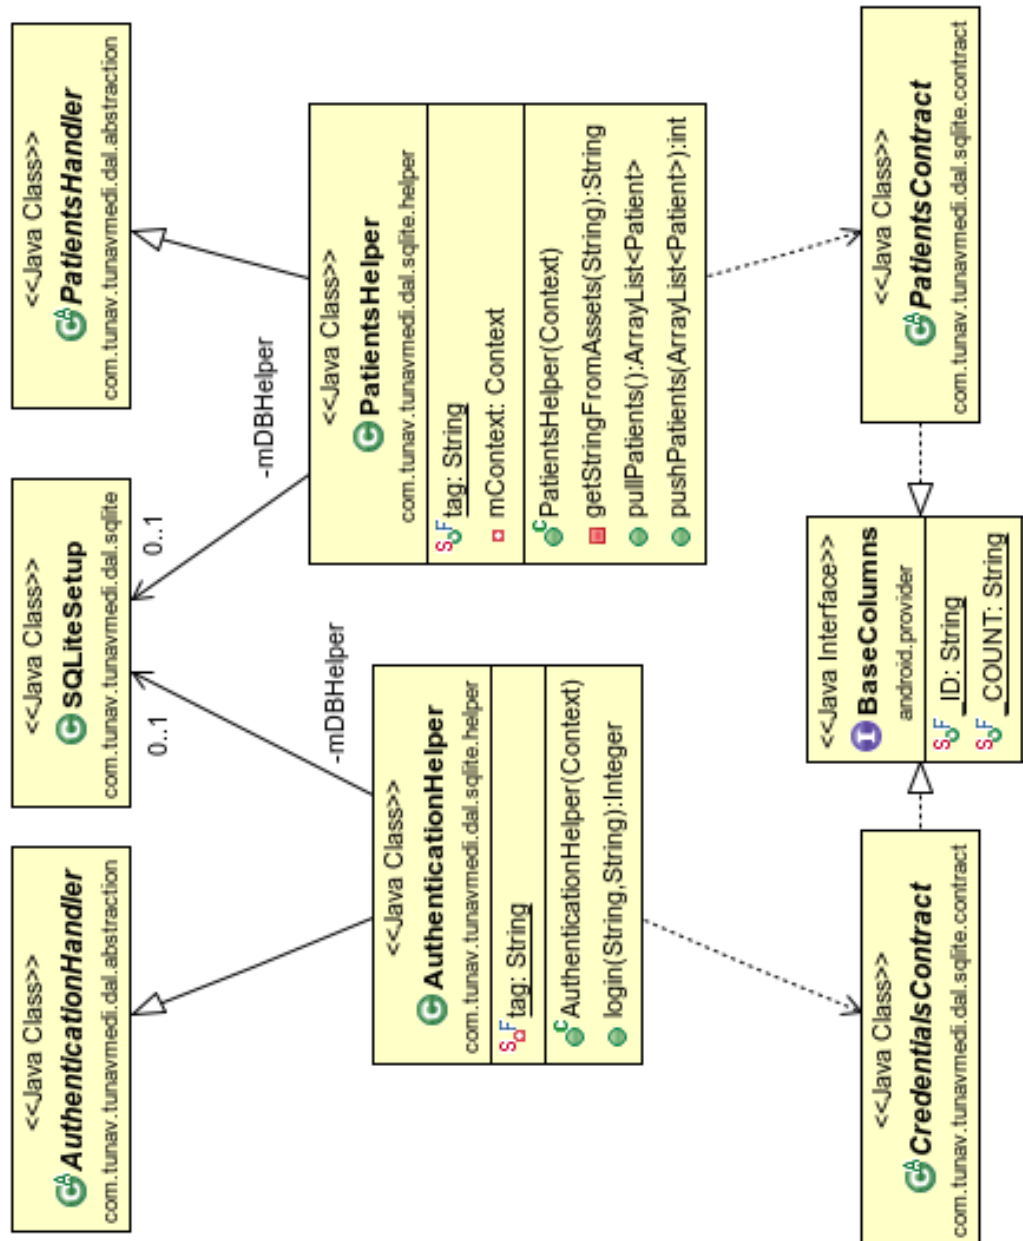 <<Java Class>>
AuthenticationHandler
com.tunav.tunavmedi.dal.abstraction
<<Java Class>>
SQLiteSetup
com.tunav.tunavmedi.dal.sqlite
<<Java Class>>
PatientsHandler
com.tunav.tunavmedi.dal.abstraction
0..1
0..1
-mDBHelper
-mDBHelper
<<Java Class>>
AuthenticationHelper
com.tunav.tunavmedi.dal.sqlite.helper
tag: String
AuthenticationHelper(Context)
login(String,String):Integer
<<Java Class>>
PatientsHelper
com.tunav.tunavmedi.dal.sqlite.helper
tag: String
mContext: Context
PatientsHelper(Context)
getStringFromAssets(String):String
pullPatients():ArrayList<Patient>
pushPatients(ArrayList<Patient>):int
<<Java Class>>
CredentialsContract
com.tunav.tunavmedi.dal.sqlite.contract
<<Java Interface>>
BaseColumns
android.provider
_ID: String
_COUNT: String
<<Java Class>>
PatientsContract
com.tunav.tunavmedi.dal.sqlite.contract